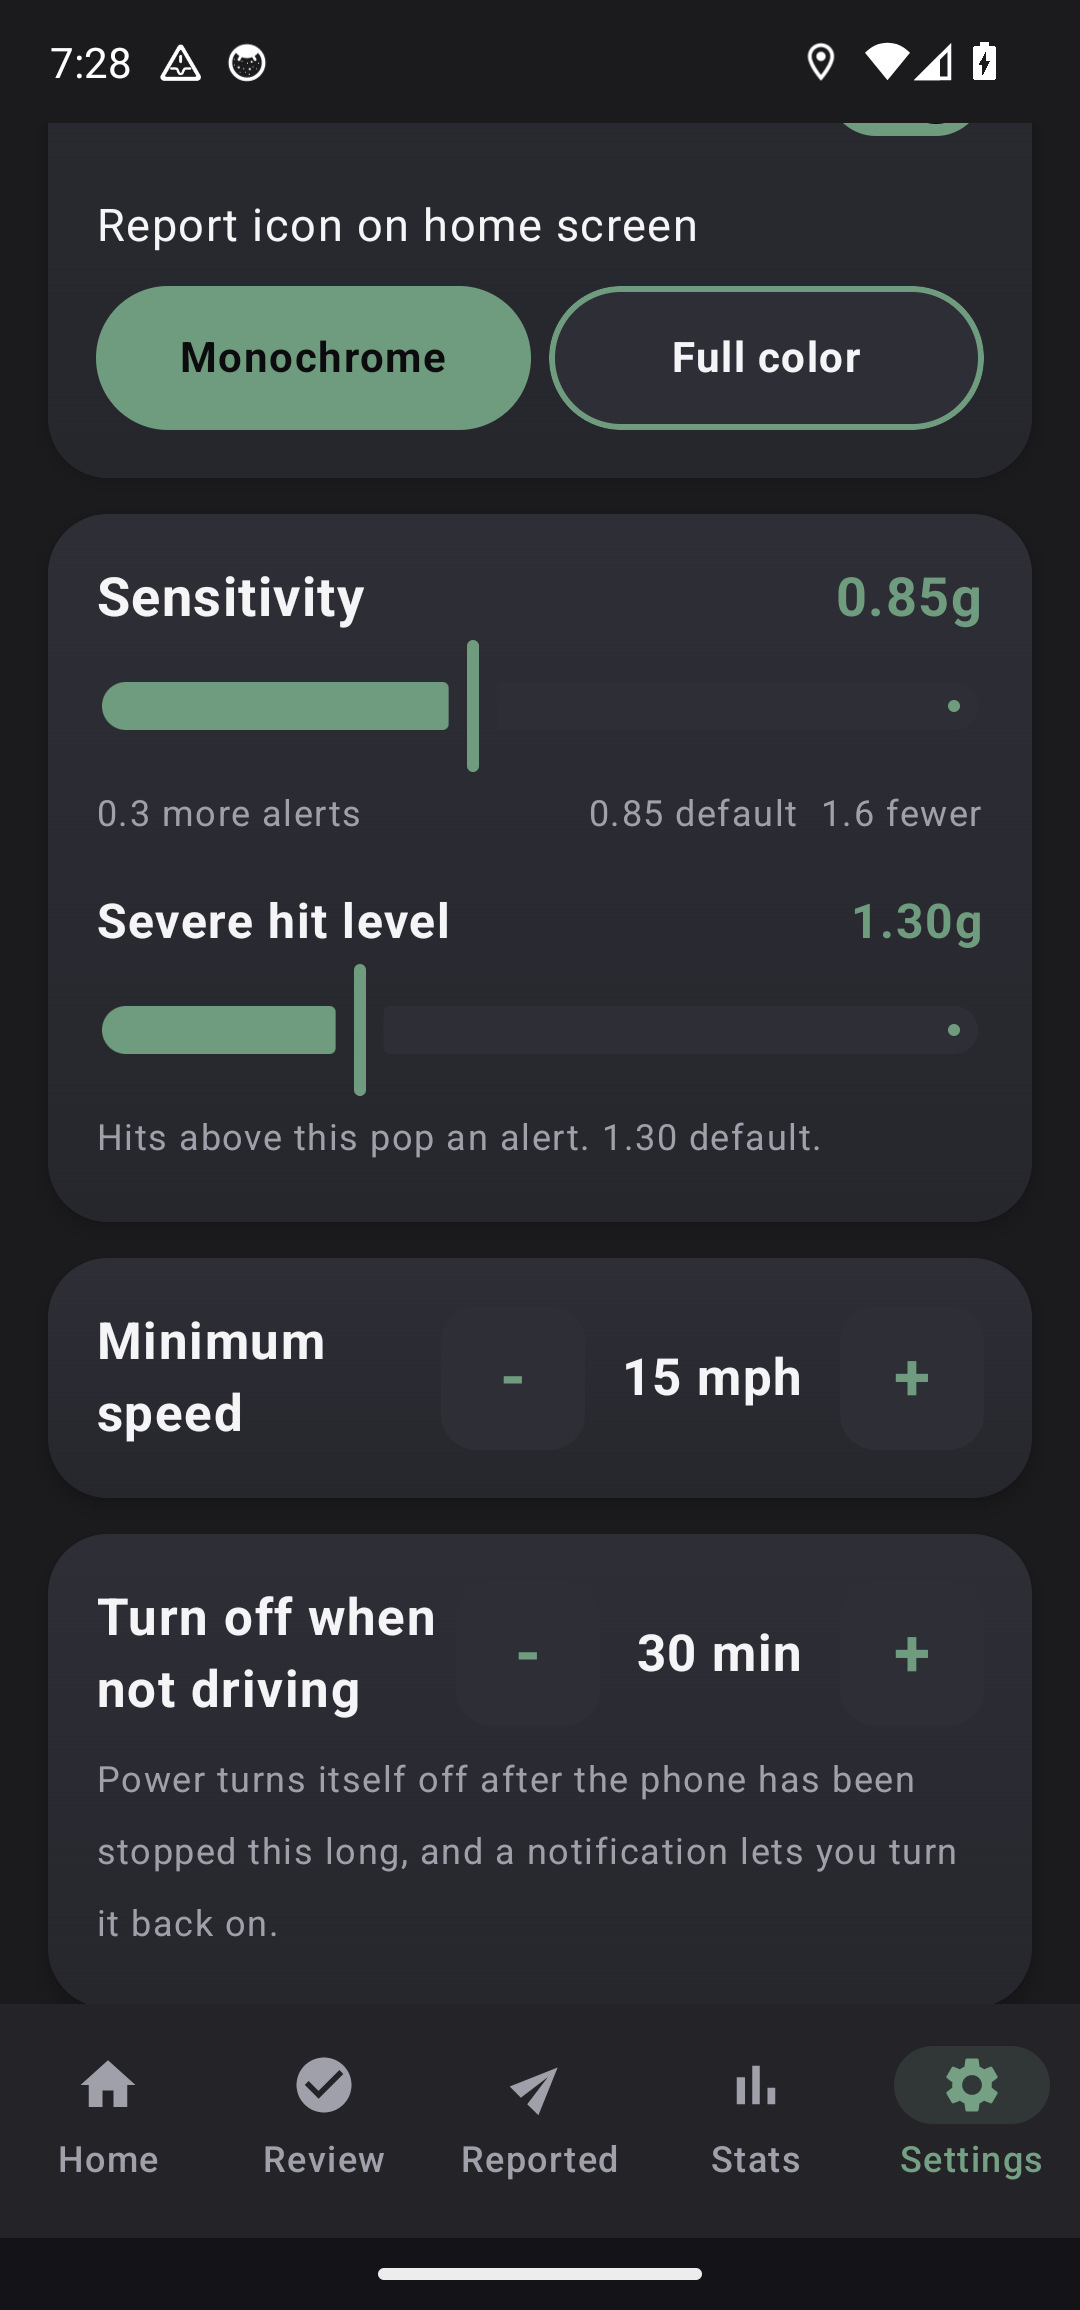 7:28
Report icon on home screen
Monochrome
Full color
Sensitivity
0.85g
0.3 more alerts
0.85 default
1.6 fewer
Severe hit level
1.30g
Hits above this pop an alert. 1.30 default.
Minimum
speed
-
15 mph
+
Turn off when
not driving
-
30 min
+
Power turns itself off after the phone has been
stopped this long, and a notification lets you turn
it back on.
Home
Review
Reported
Stats
Settings